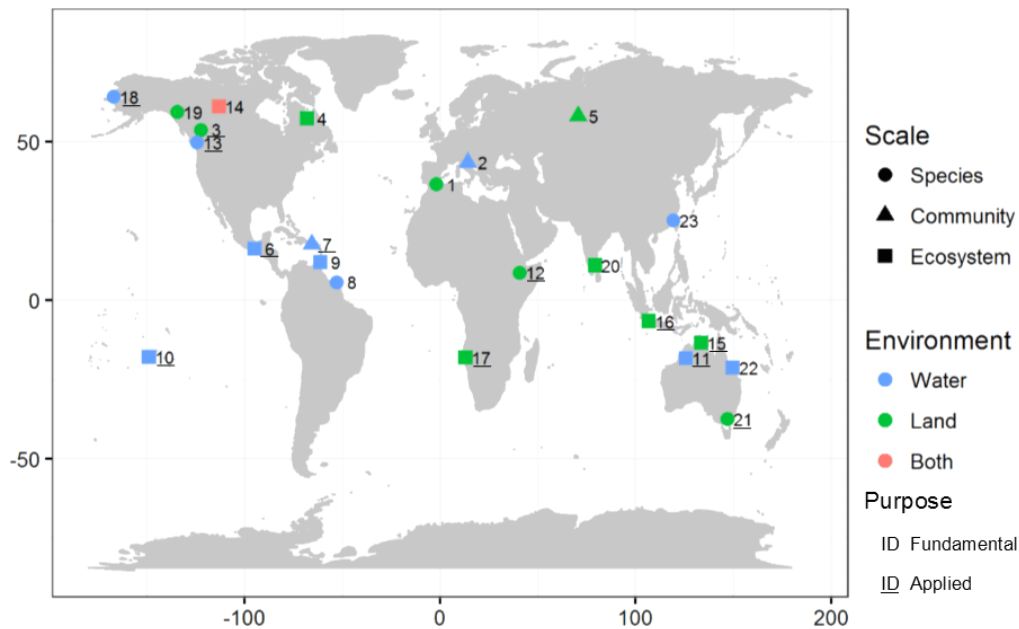 18
19
14
4
5
3
13
2
1
23
6
7
9
8
12
20
10
17
16
15
11
22
21
50
0
-50
-100
0
100
200
Scale
Species
Community
Ecosystem
Environment
Water
Land
Both
Purpose
ID Fundamental
ID Applied